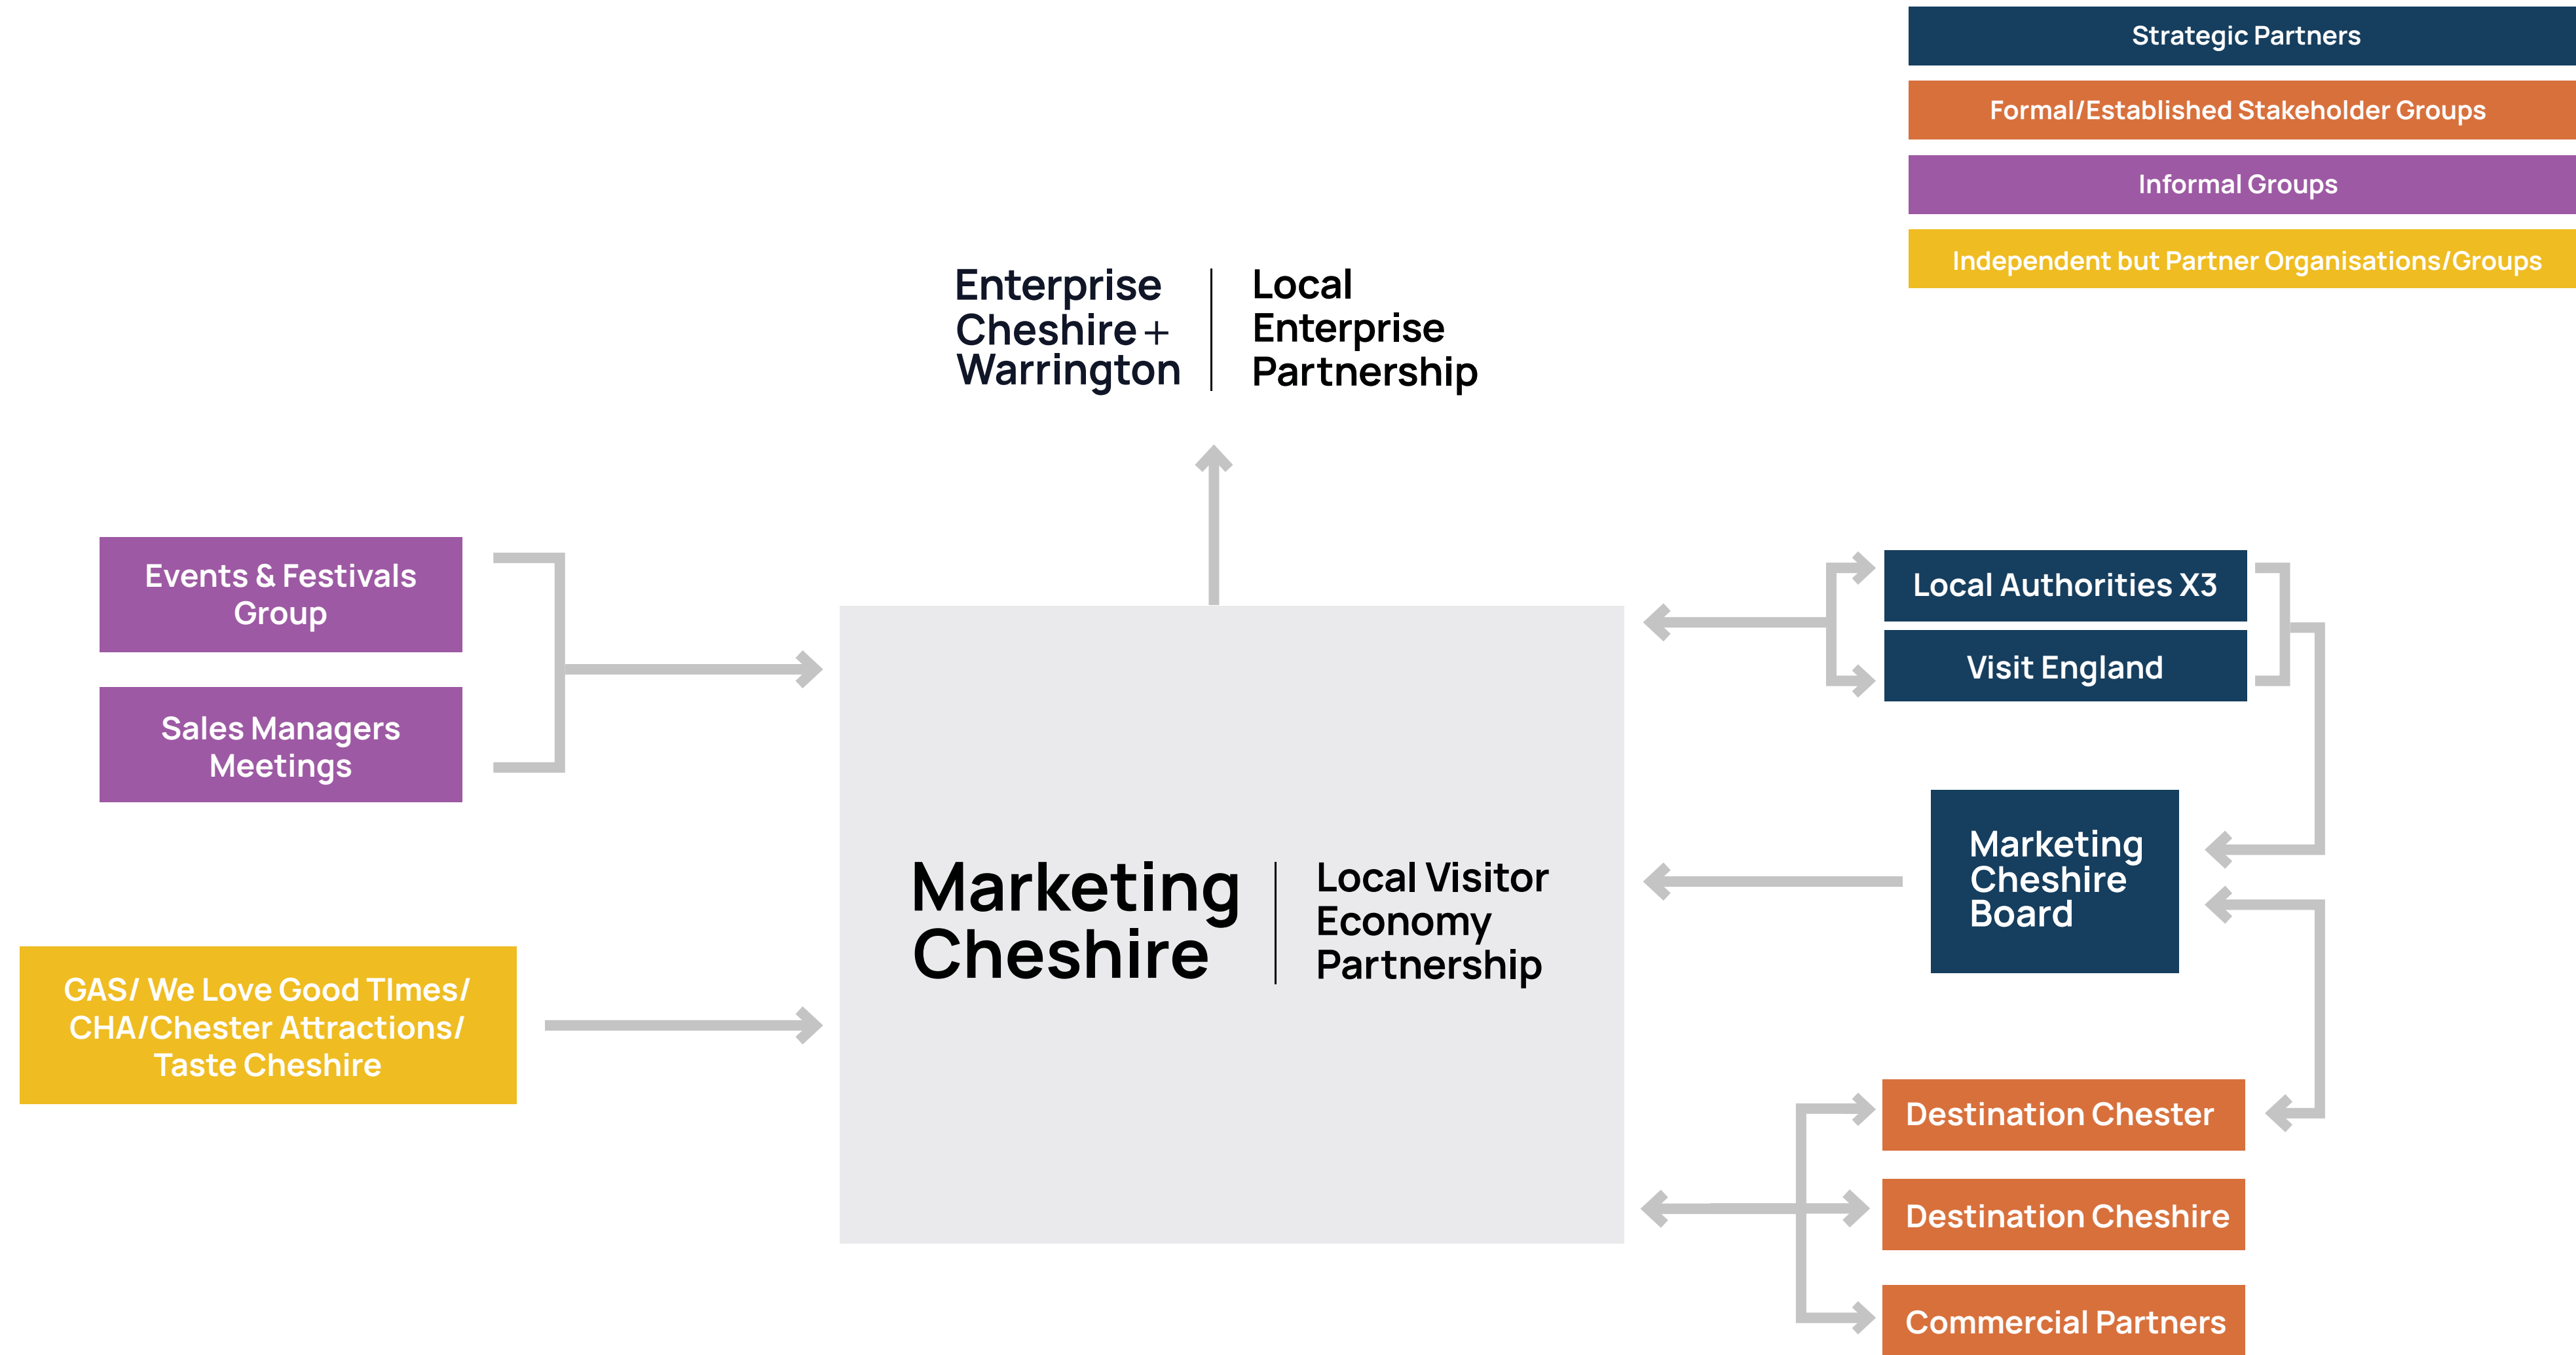 Strategic Partners
Formal/Established Stakeholder Groups
Informal Groups
Independent but Partner Organisations/Groups
Enterprise
Cheshire +
Warrington
Local
Enterprise
Partnership
Events & Festivals
Group
Sales Managers
Meetings
GAS/ We Love Good TImes/
CHA/Chester Attractions/
Taste Cheshire
Marketing
Cheshire
Local Visitor
Economy
Partnership
Local Authorities X3
Visit England
Marketing
Cheshire
Board
Destination Chester
Destination Cheshire
Commercial Partners